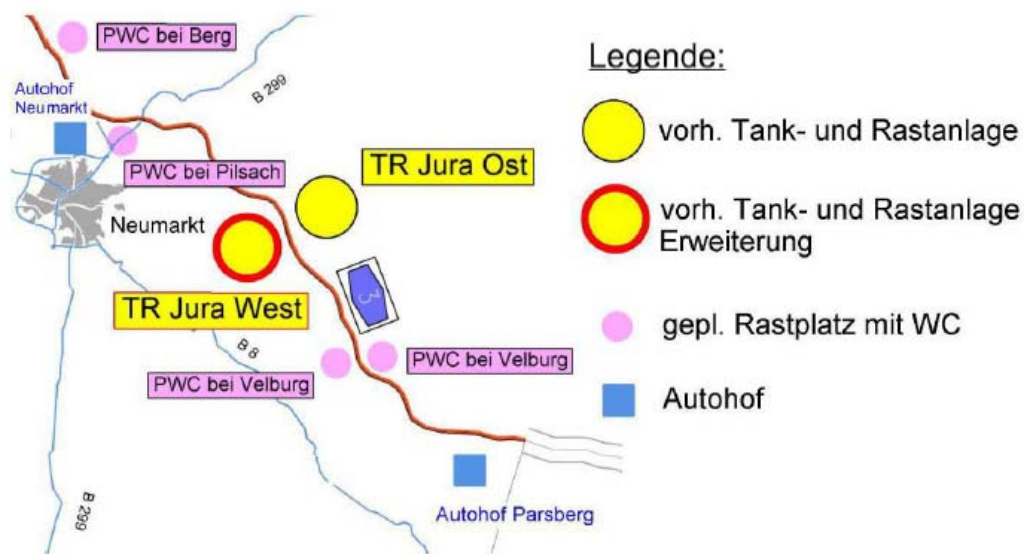 PWC bei Berg
Autohof
Neumarkt
B 299
PWC bei Pilsach
TR Jura Ost
Neumarkt
TR Jura West
3
B 8
PWC bei Velburg
PWC bei Velburg
Autohof Parsberg
B 299
Legende:
vorh. Tank- und Rastanlage
vorh. Tank- und Rastanlage
Erweiterung
gepl. Rastplatz mit WC
Autohof